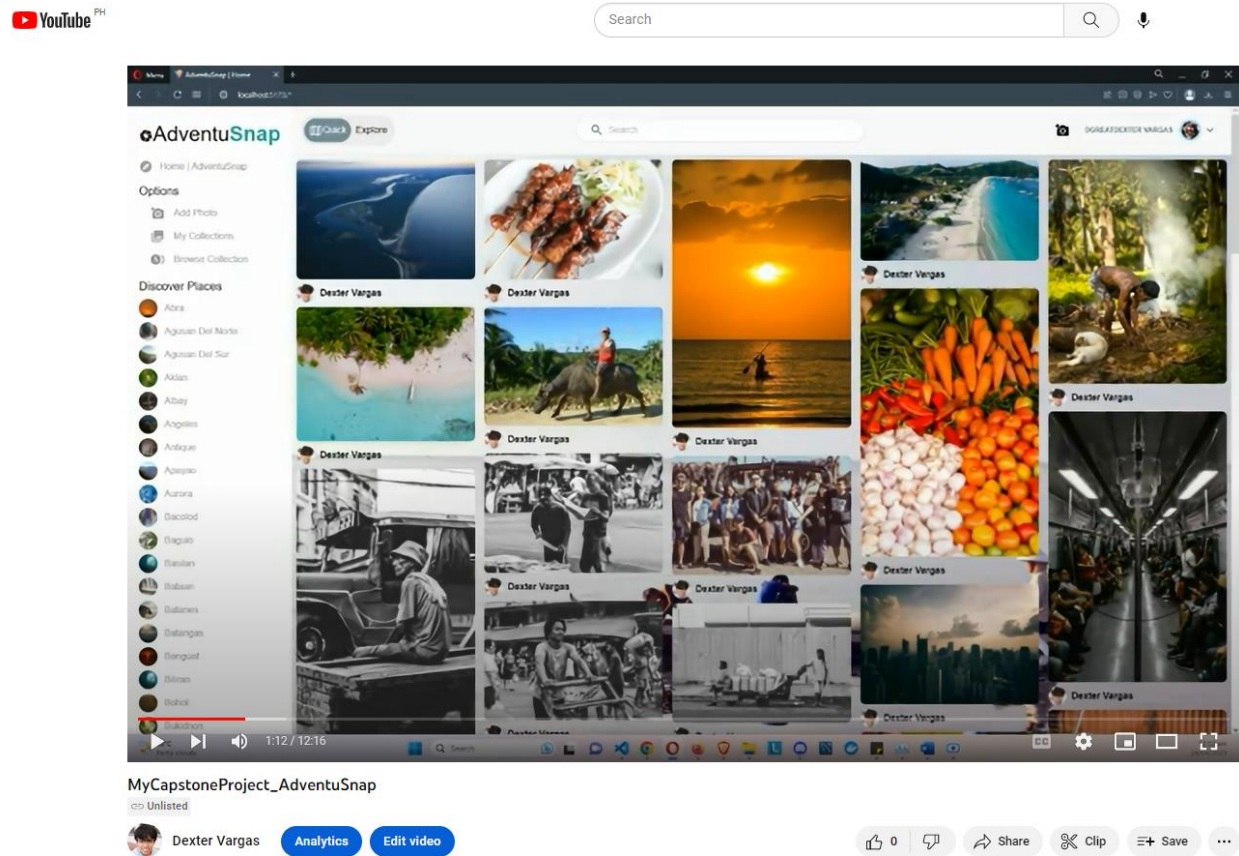 YouTube PH
Search
Menu
AdventuSnap | Home
localhost:5173/
AdventuSnap
Quick
Explore
Search
Home | AdventuSnap
Options
Add Photo
My Collections
Browse Collection
Discover Places
Abra
Agusan Del Norte
Agusan Del Sur
Aklan
Albay
Angeles
Antique
Apayao
Aurora
Bacolod
Baguio
Basilan
Bataan
Batanes
Batangas
Benguet
Biliran
Bohol
Bukidnon
Dexter Vargas
Dexter Vargas
Dexter Vargas
Dexter Vargas
Dexter Vargas
Dexter Vargas
Dexter Vargas
Dexter Vargas
Dexter Vargas
Dexter Vargas
Dexter Vargas
Dexter Vargas
1:12 / 12:16
Search
CC
MyCapstoneProject_AdventuSnap
Unlisted
Dexter Vargas
Analytics
Edit video
0
Share
Clip
Save